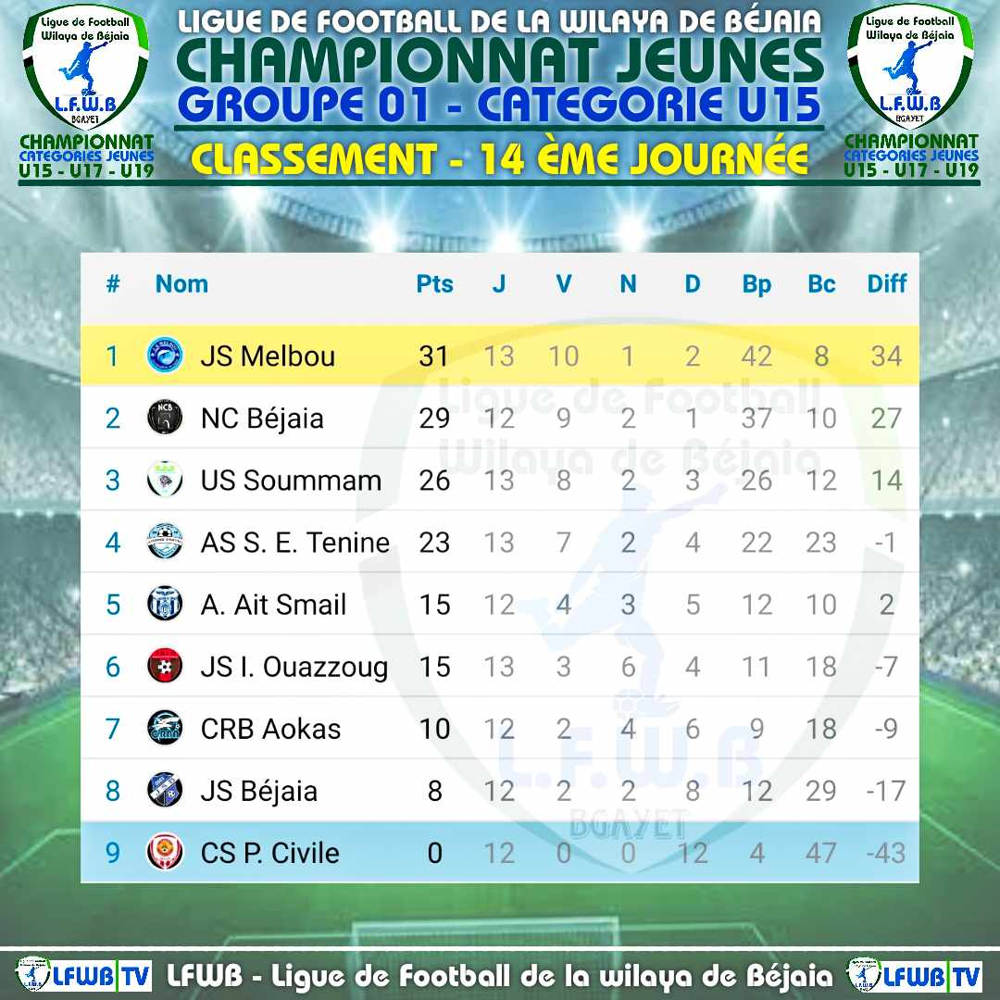 Ligue de Football
Wilaya de Béjaia
L.F.W.B
BGAYET
CHAMPIONNAT
CATEGORIES JEUNES
U15 - U17 - U19
LIGUE DE FOOTBALL DE LA WILAYA DE BÉJAIA
CHAMPIONNAT JEUNES
GROUPE 01 - CATEGORIE U15
CLASSEMENT - 14 ÈME JOURNÉE
Ligue de Football
Wilaya de Béjaia
L.F.W.B
BGAYET
CHAMPIONNAT
CATEGORIES JEUNES
U15 - U17 - U19
# Nom Pts J V N D Bp Bc Diff
1 JS Melbou 31 13 10 1 2 42 8 34
2 NCB NC Béjaia 29 12 9 2 1 37 10 27
3 US Soummam 26 13 8 2 3 26 12 14
4 AS S. E. Tenine 23 13 7 2 4 22 23 -1
5 A. Ait Smail 15 12 4 3 5 12 10 2
6 JS I. Ouazzoug 15 13 3 6 4 11 18 -7
7 CRB Aokas 10 12 2 4 6 9 18 -9
8 JSB JS Béjaia 8 12 2 2 8 12 29 -17
9 CS P. Civile 0 12 0 0 12 4 47 -43
Ligue de Football
Wilaya de Béjaia
L.F.W.B
BGAYET
LFWB TV LFWB - Ligue de Football de la wilaya de Béjaia LFWB TV